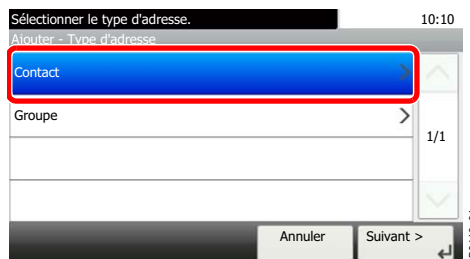 Sélectionner le type d'adresse.
10:10
Ajouter - Type d'adresse
Contact
Groupe
1/1
Annuler
Suivant >